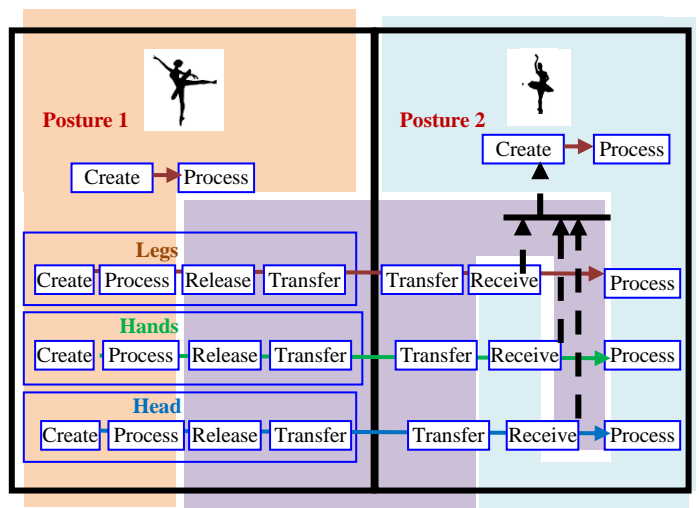 Posture 1
Posture 2
Create Process
Create Process
Legs
Create Process Release Transfer Transfer Receive Process
Hands
Create Process Release Transfer Transfer Receive Process
Head
Create Process Release Transfer Transfer Receive Process